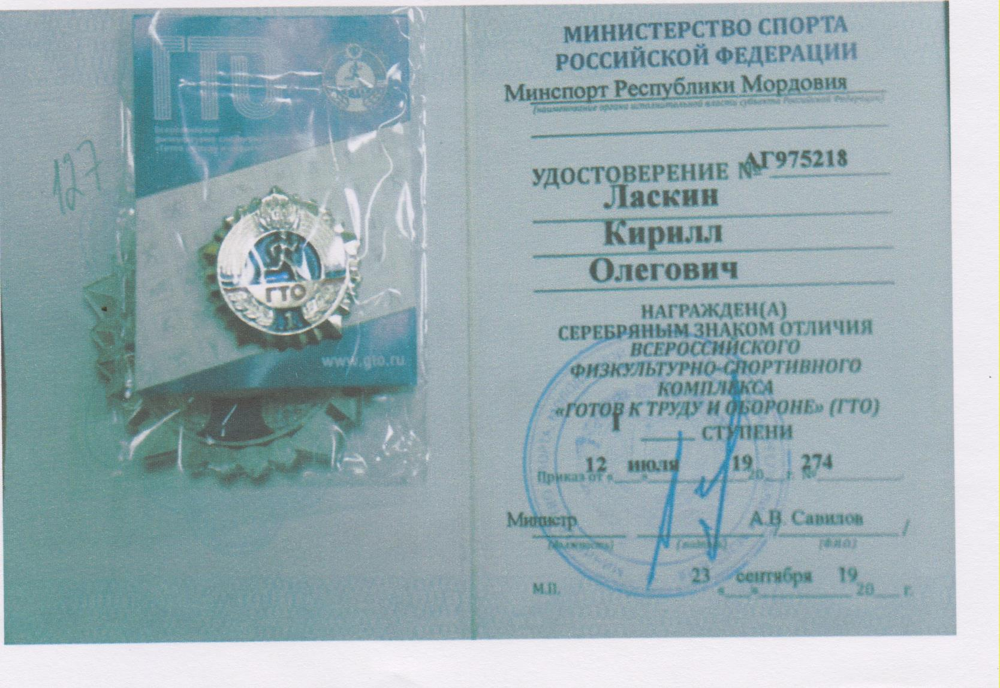 ГТО
127
ГТО
1
www.gto.ru
МИНИСТЕРСТВО СПОРТА
РОССИЙСКОЙ ФЕДЕРАЦИИ
Минспорт Республики Мордовия
(наименование органа исполнительной власти субъекта Российской Федерации)
УДОСТОВЕРЕНИЕ № АГ975218
Ласкин
Кирилл
Олегович
НАГРАЖДЕН(А)
СЕРЕБРЯНЫМ ЗНАКОМ ОТЛИЧИЯ
ВСЕРОССИЙСКОГО
ФИЗКУЛЬТУРНО-СПОРТИВНОГО
КОМПЛЕКСА
«ГОТОВ К ТРУДУ И ОБОРОНЕ» (ГТО)
I СТУПЕНИ
Приказ от «12» июля 2019 г. № 274
Министр А.В. Савилов /
(должность) (подпись) (Ф.И.О.)
М.П. «23» сентября 2019 г.